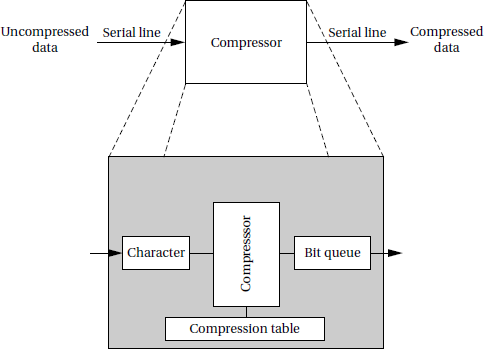 Uncompressed
data
Serial line
Compressor
Serial line
Compressed
data
Character
Compresssor
Bit queue
Compression table